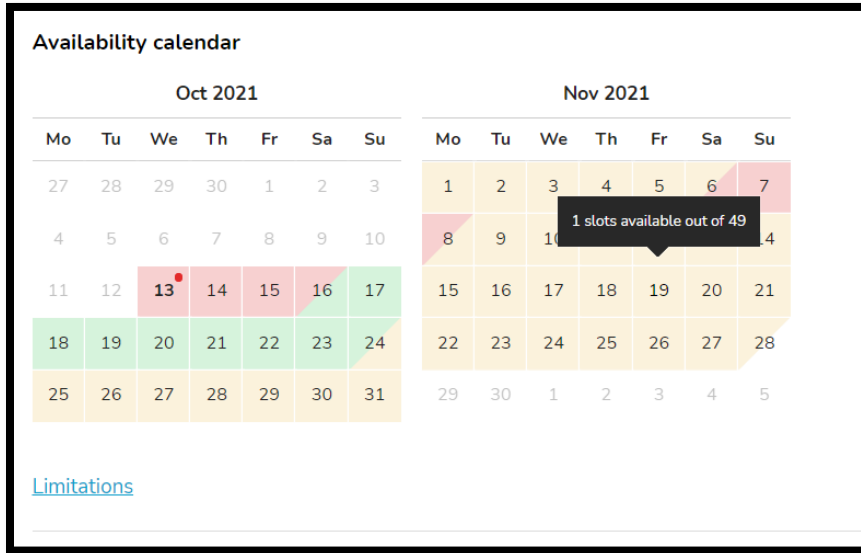 Availability calendar
Oct 2021
Mo Tu We Th Fr Sa Su
27 28 29 30 1 2 3
4 5 6 7 8 9 10
11 12 13 14 15 16 17
18 19 20 21 22 23 24
25 26 27 28 29 30 31
Nov 2021
Mo Tu We Th Fr Sa Su
1 2 3 4 5 6 7
1 slots available out of 49
8 9
15 16 17 18 19 20 21
22 23 24 25 26 27 28
29 30 1 2 3 4 5
Limitations